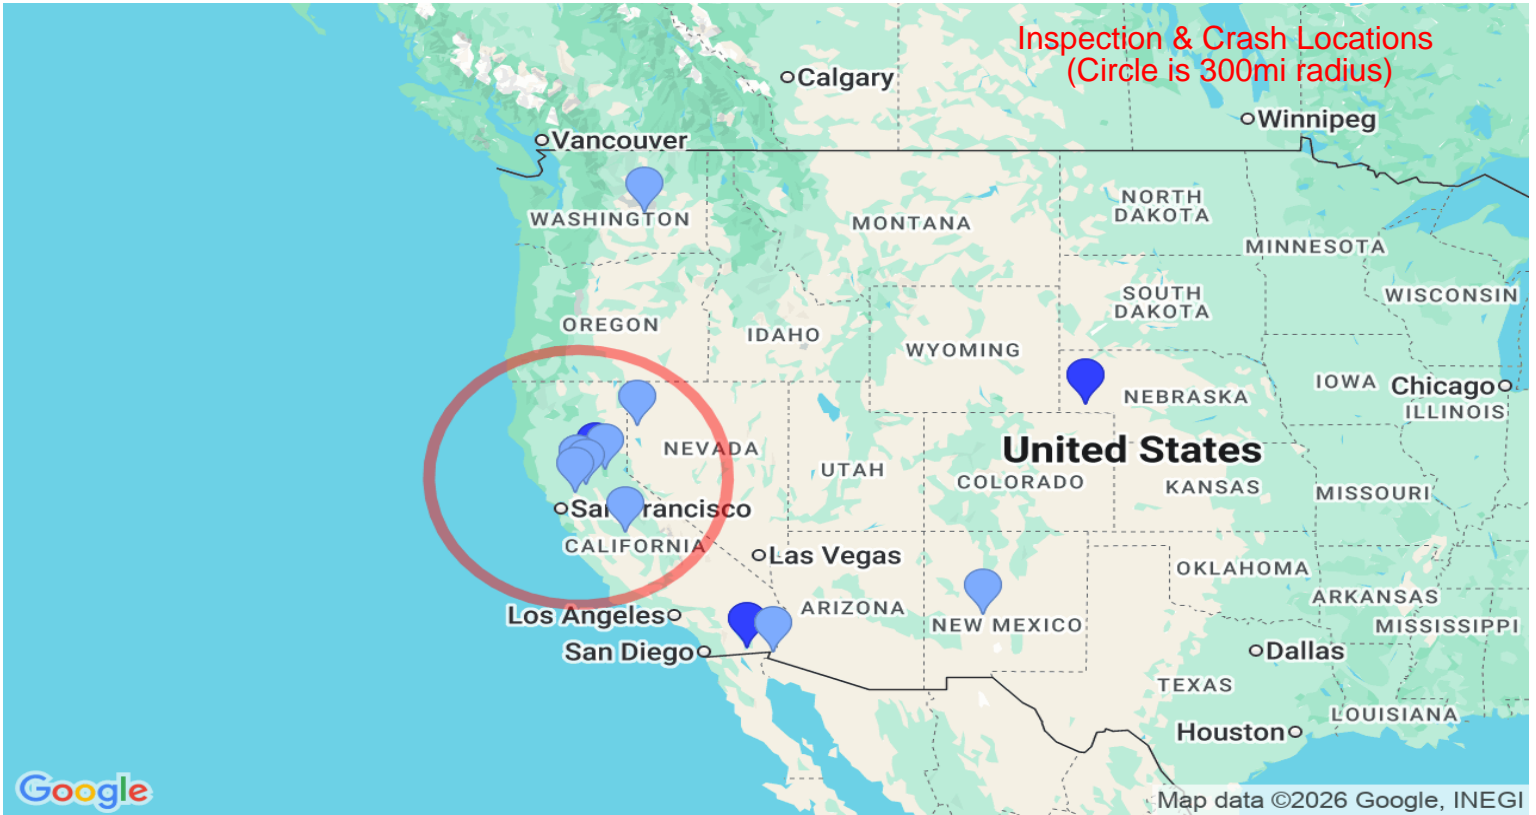 Inspection & Crash Locations
(Circle is 300mi radius)
Calgary
Winnipeg
Vancouver
WASHINGTON
MONTANA
NORTH
DAKOTA
MINNESOTA
SOUTH
DAKOTA
WISCONSIN
OREGON
IDAHO
WYOMING
NEBRASKA
IOWA
Chicago
ILLINOIS
NEVADA
UTAH
United States
COLORADO
KANSAS
MISSOURI
San Francisco
CALIFORNIA
Las Vegas
OKLAHOMA
ARKANSAS
Los Angeles
ARIZONA
NEW MEXICO
MISSISSIPPI
San Diego
Dallas
TEXAS
LOUISIANA
Houston
Google
Map data ©2026 Google, INEGI